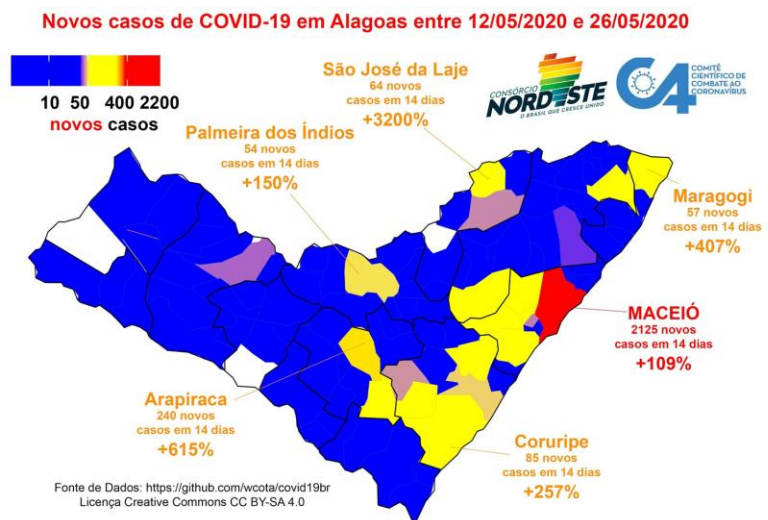 Novos casos de COVID-19 em Alagoas entre 12/05/2020 e 26/05/2020
10 50 400 2200
novos casos
São José da Laje
64 novos
casos em 14 dias
+3200%
CONSÓRCIO
NORDESTE
O BRASIL QUE CRESCE UNIDO
C4
COMITÊ
CIENTÍFICO DE
COMBATE AO
CORONAVÍRUS
Palmeira dos Índios
54 novos
casos em 14 dias
+150%
Maragogi
57 novos
casos em 14 dias
+407%
MACEIÓ
2125 novos
casos em 14 dias
+109%
Arapiraca
240 novos
casos em 14 dias
+615%
Coruripe
85 novos
casos em 14 dias
+257%
Fonte de Dados: https://github.com/wcota/covid19br
Licença Creative Commons CC BY-SA 4.0